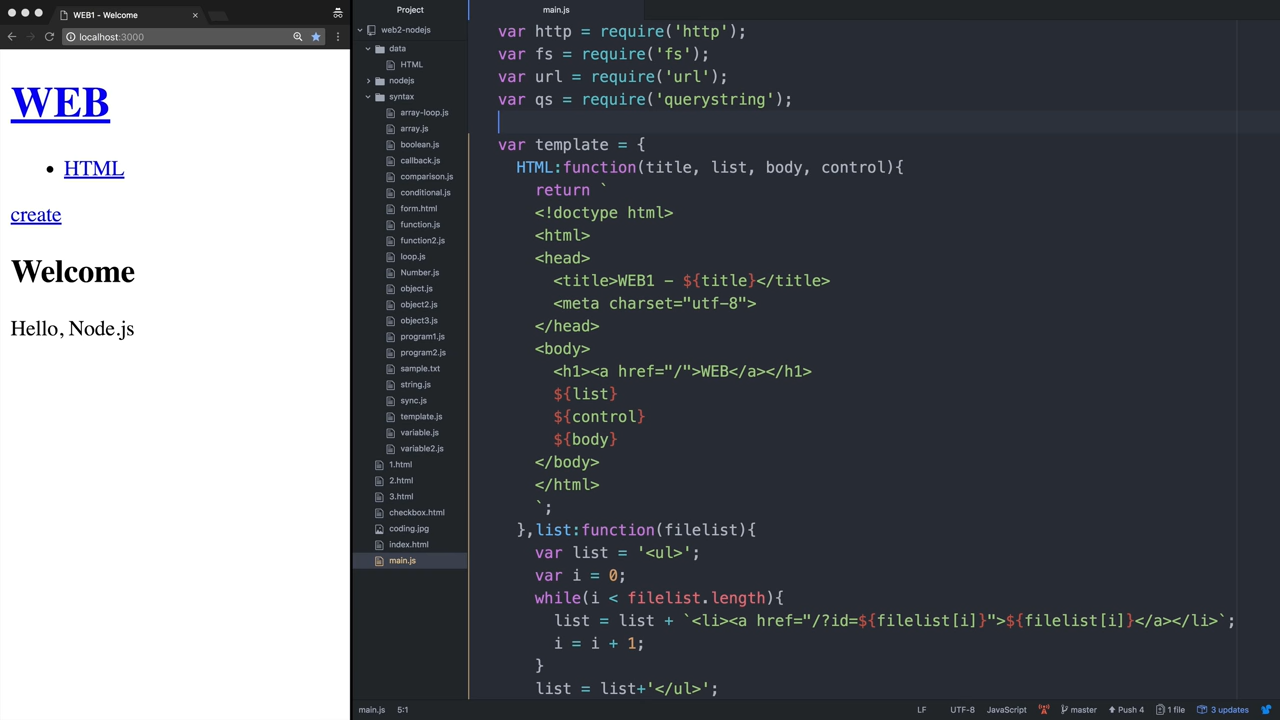 WEB1 - Welcome
localhost:3000
WEB
HTML
create
Welcome
Hello, Node.js
Project
web2-nodejs
data
HTML
nodejs
syntax
array-loop.js
array.js
boolean.js
callback.js
comparison.js
conditional.js
form.html
function.js
function2.js
loop.js
Number.js
object.js
object2.js
object3.js
program1.js
program2.js
sample.txt
string.js
sync.js
template.js
variable.js
variable2.js
1.html
2.html
3.html
checkbox.html
coding.jpg
index.html
main.js
main.js
var http = require('http');
var fs = require('fs');
var url = require('url');
var qs = require('querystring');
var template = {
HTML:function(title, list, body, control){
return `
<!doctype html>
<html>
<head>
<title>WEB1 - ${title}</title>
<meta charset="utf-8">
</head>
<body>
<h1><a href="/">WEB</a></h1>
${list}
${control}
${body}
</body>
</html>
`;
},list:function(filelist){
var list = '<ul>';
var i = 0;
while(i < filelist.length){
list = list + `<li><a href="/?id=${filelist[i]}">${filelist[i]}</a></li>`;
i = i + 1;
}
list = list+'</ul>';
main.js 5:1 LF UTF-8 JavaScript master Push 4 1 file 3 updates